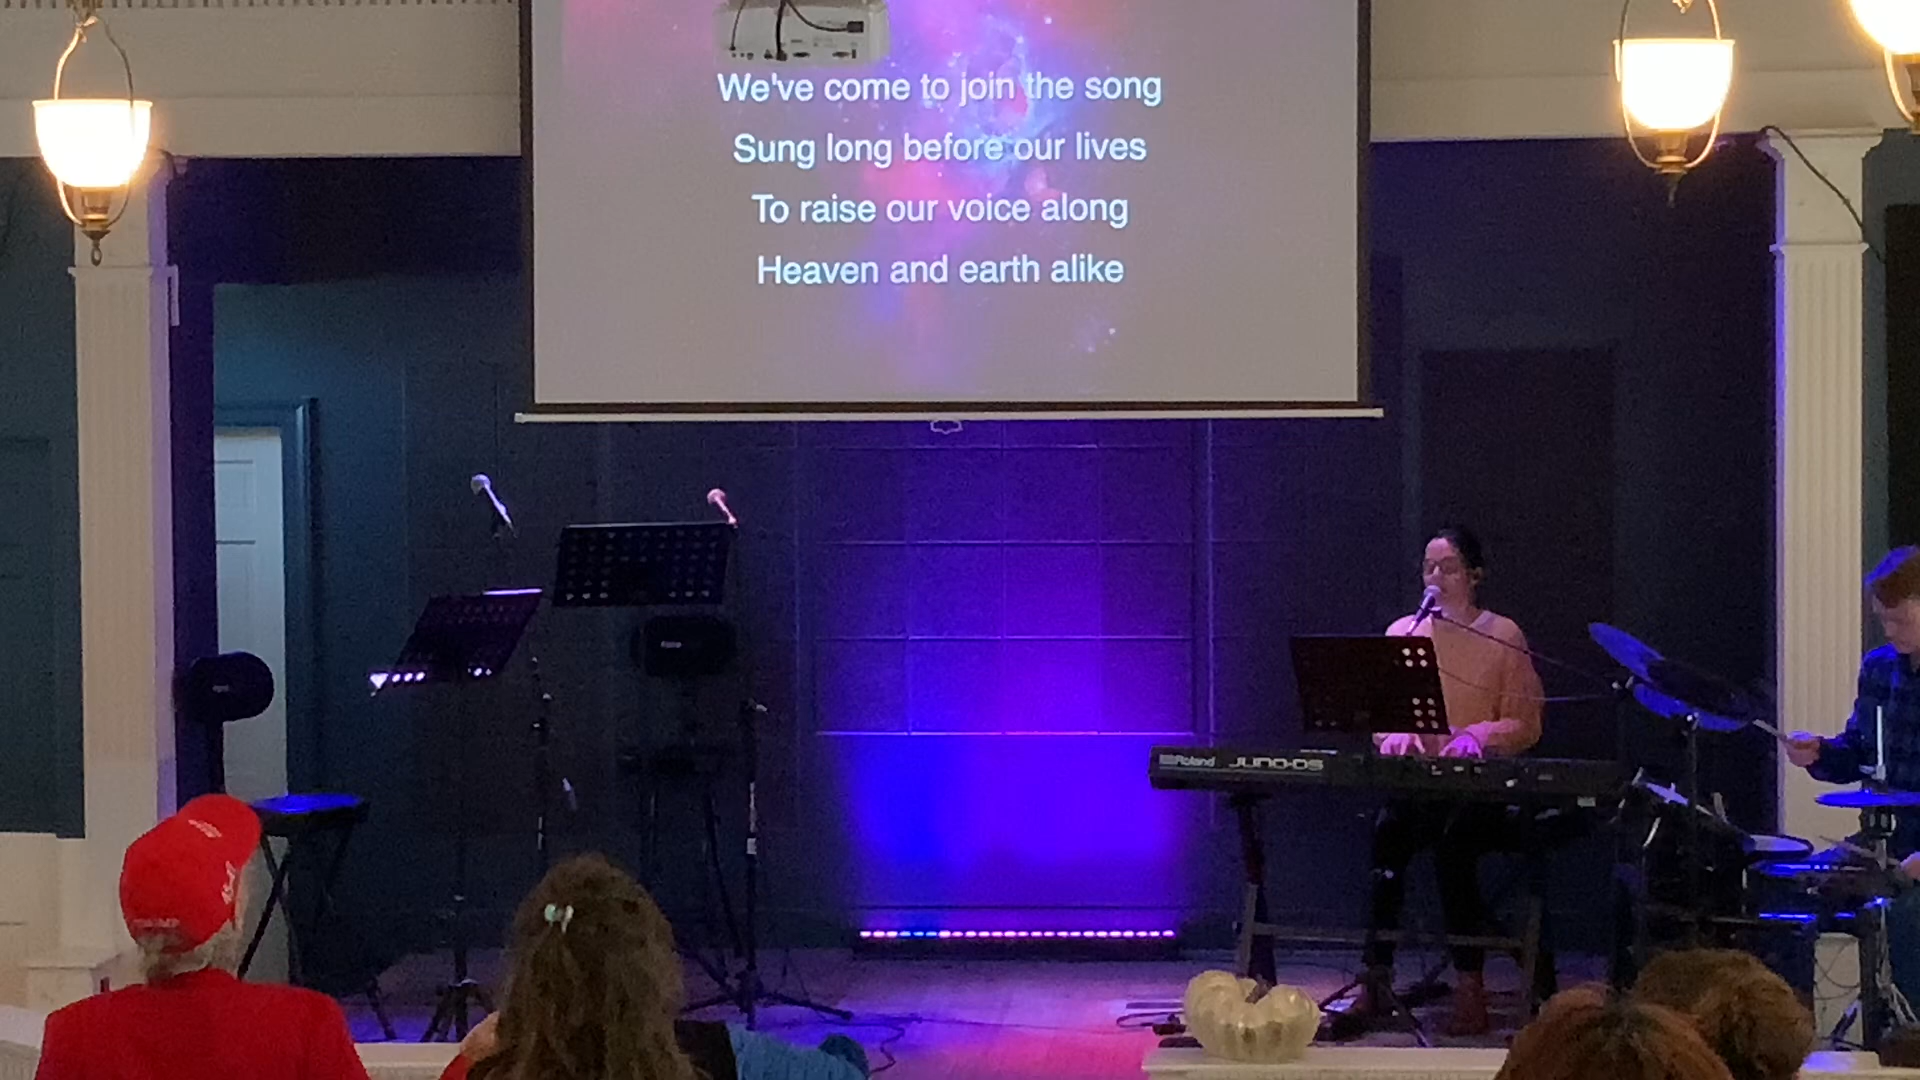 We've come to join the song
Sung long before our lives
To raise our voice along
Heaven and earth alike
Roland JUNO-DS
TRUMP